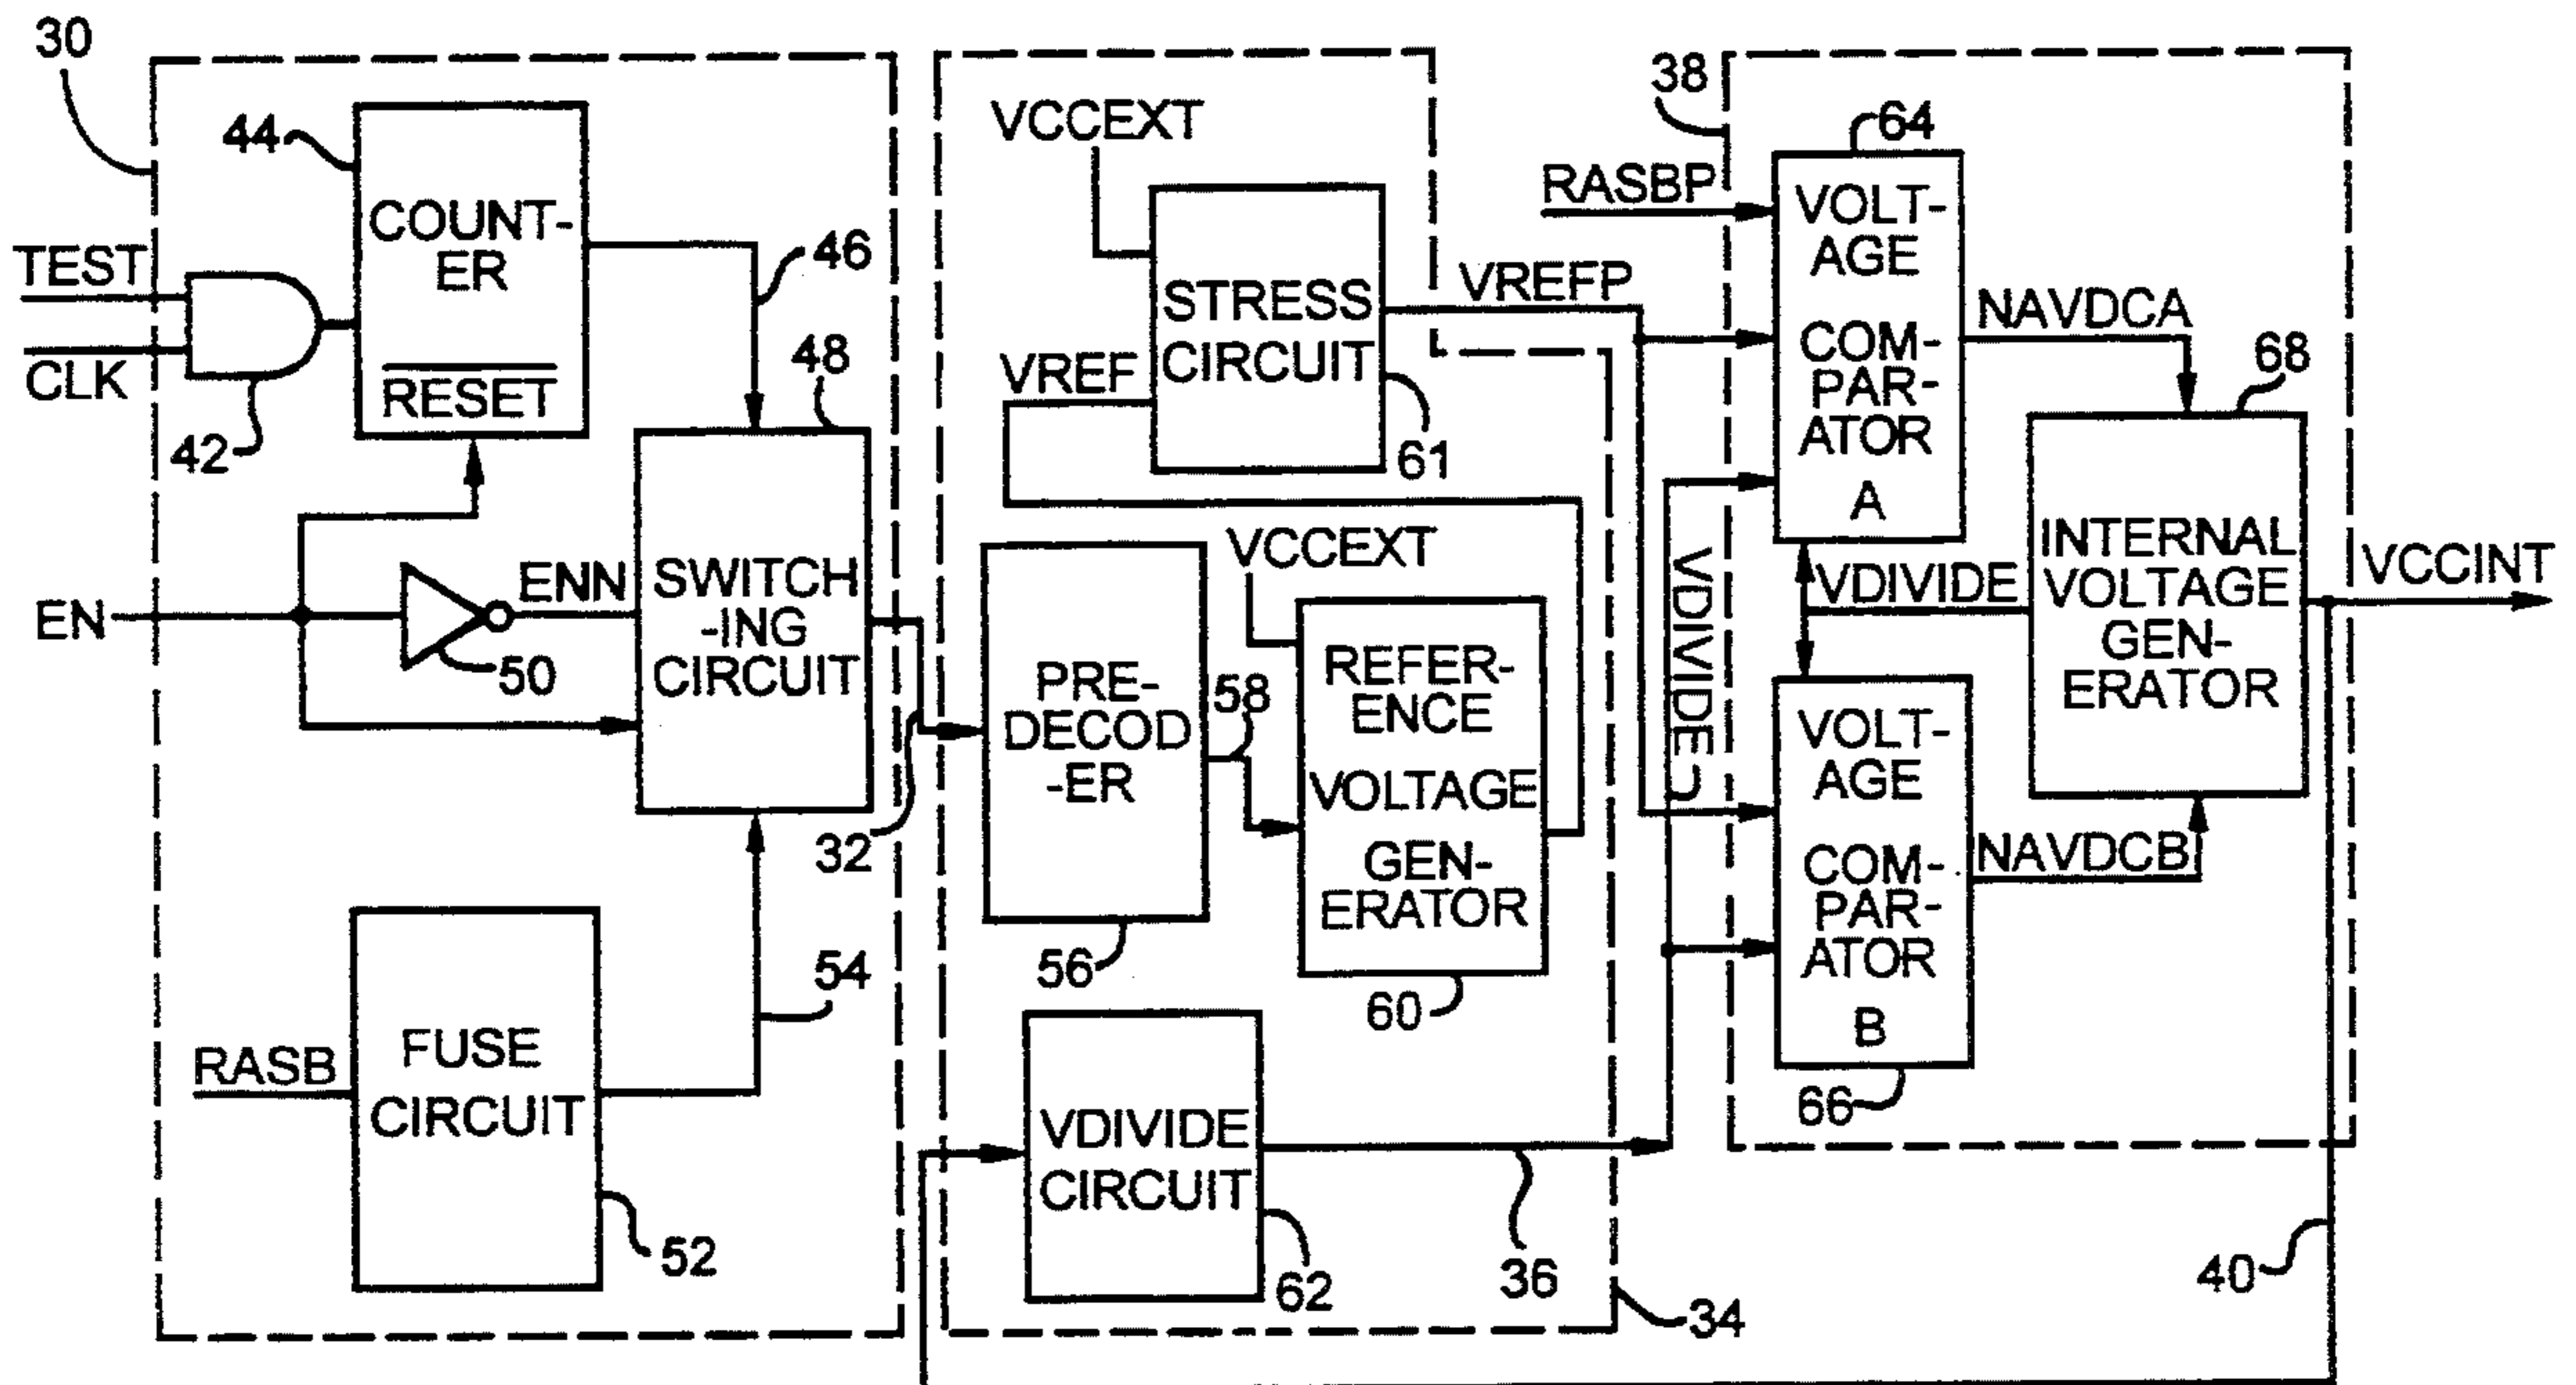 30
44
COUNT-
ER
RESET
TEST
CLK
42
46
48
EN
ENN
50
SWITCH
-ING
CIRCUIT
RASB
FUSE
CIRCUIT
52
54
32
VCCEXT
VREF
STRESS
CIRCUIT
61
VREFP
PRE-
DECOD
-ER
56
58
VCCEXT
REFER-
ENCE
VOLTAGE
GEN-
ERATOR
60
VDIVIDE
CIRCUIT
62
36
34
38
RASBP
64
VOLT-
AGE
COM-
PAR-
ATOR
A
NAVDCA
68
VDIVIDE
VDIVIDE
INTERNAL
VOLTAGE
GEN-
ERATOR
VCCINT
VOLT-
AGE
COM-
PAR-
ATOR
B
NAVDCB
66
40